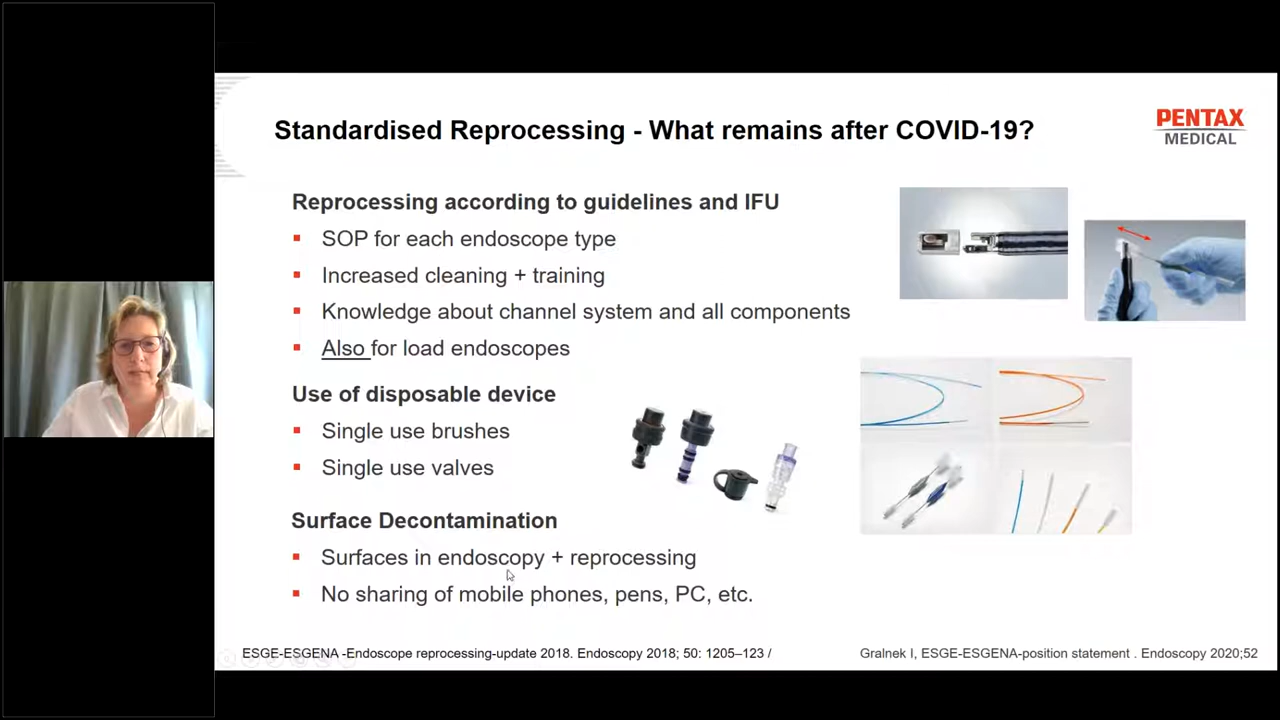 Standardised Reprocessing - What remains after COVID-19?
PENTAX
MEDICAL
Reprocessing according to guidelines and IFU
SOP for each endoscope type
Increased cleaning + training
Knowledge about channel system and all components
Also for load endoscopes
Use of disposable device
Single use brushes
Single use valves
Surface Decontamination
Surfaces in endoscopy + reprocessing
No sharing of mobile phones, pens, PC, etc.
ESGE-ESGENA -Endoscope reprocessing-update 2018. Endoscopy 2018; 50: 1205–123 /
Gralnek I, ESGE-ESGENA-position statement . Endoscopy 2020;52